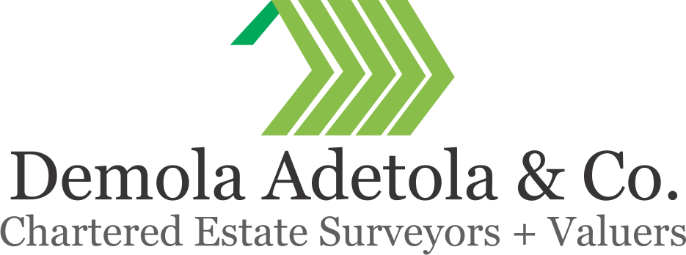 Demola Adetola & Co.
Chartered Estate Surveyors + Valuers